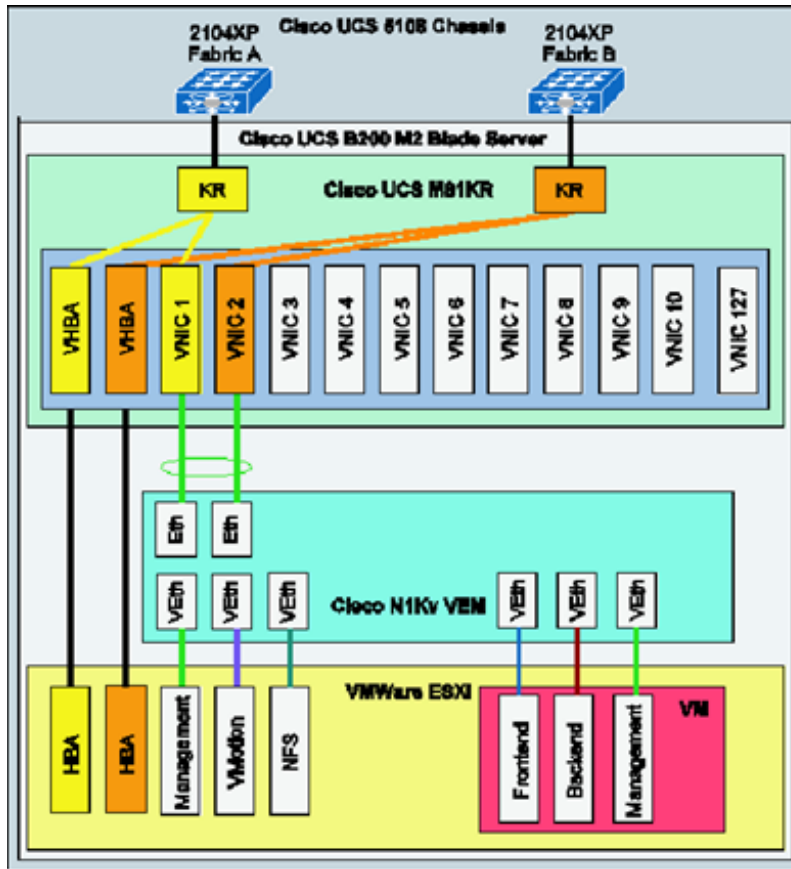 Cisco UCS 5108 Chassis
2104XP
Fabric A
2104XP
Fabric B
Cisco UCS B200 M2 Blade Server
KR
Cisco UCS M81KR
KR
VHBA
VHBA
VNIC 1
VNIC 2
VNIC 3
VNIC 4
VNIC 5
VNIC 6
VNIC 7
VNIC 8
VNIC 9
VNIC 10
VNIC 127
Eth
Eth
VEth
VEth
VEth
Cisco N1Kv VEM
VEth
VEth
VEth
VMWare ESXi
VM
HBA
HBA
Management
VMotion
NFS
Frontend
Backend
Management